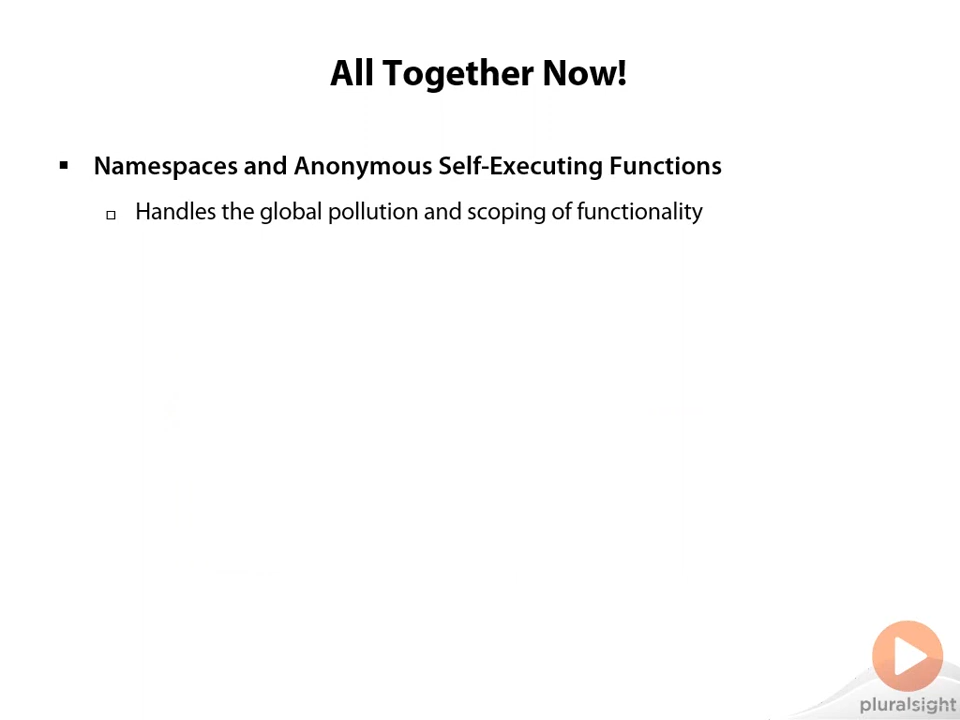 All Together Now!
Namespaces and Anonymous Self-Executing Functions
Handles the global pollution and scoping of functionality
pluralsight